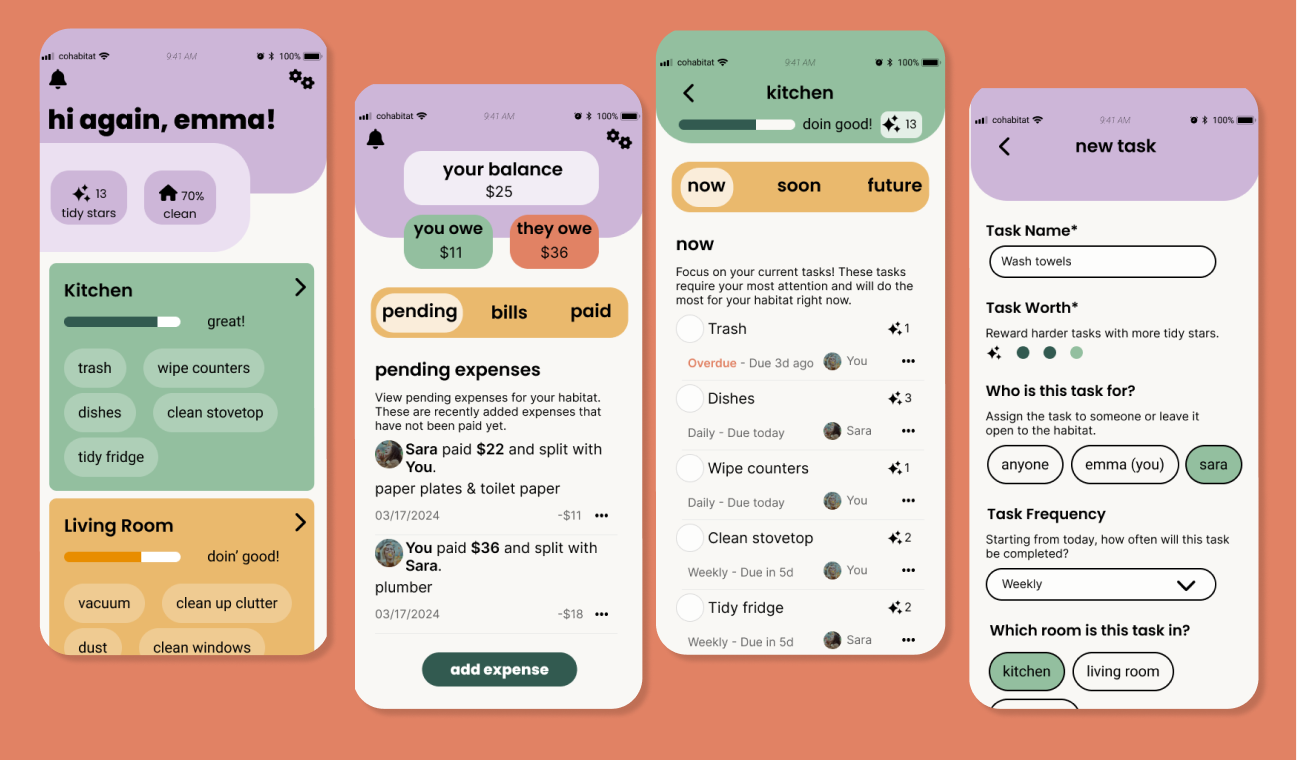 cohabitat 9:41 AM 100%
hi again, emma!
13
tidy stars
70%
clean
Kitchen
great!
trash wipe counters
dishes clean stovetop
tidy fridge
Living Room
doin’ good!
vacuum clean up clutter
dust clean windows
cohabitat 9:41 AM 100%
your balance
$25
you owe they owe
$11 $36
pending bills paid
pending expenses
View pending expenses for your habitat.
These are recently added expenses that
have not been paid yet.
Sara paid $22 and split with
You.
paper plates & toilet paper
03/17/2024 -$11 •••
You paid $36 and split with
Sara.
plumber
03/17/2024 -$18 •••
add expense
cohabitat 9:41 AM 100%
kitchen
doin good! 13
now soon future
now
Focus on your current tasks! These tasks
require your most attention and will do the
most for your habitat right now.
Trash 1
Overdue - Due 3d ago You •••
Dishes 3
Daily - Due today Sara •••
Wipe counters 1
Daily - Due today You •••
Clean stovetop 2
Weekly - Due in 5d You •••
Tidy fridge 2
Weekly - Due in 5d Sara •••
cohabitat 9:41 AM 100%
new task
Task Name*
Wash towels
Task Worth*
Reward harder tasks with more tidy stars.
Who is this task for?
Assign the task to someone or leave it
open to the habitat.
anyone emma (you) sara
Task Frequency
Starting from today, how often will this task
be completed?
Weekly
Which room is this task in?
kitchen living room